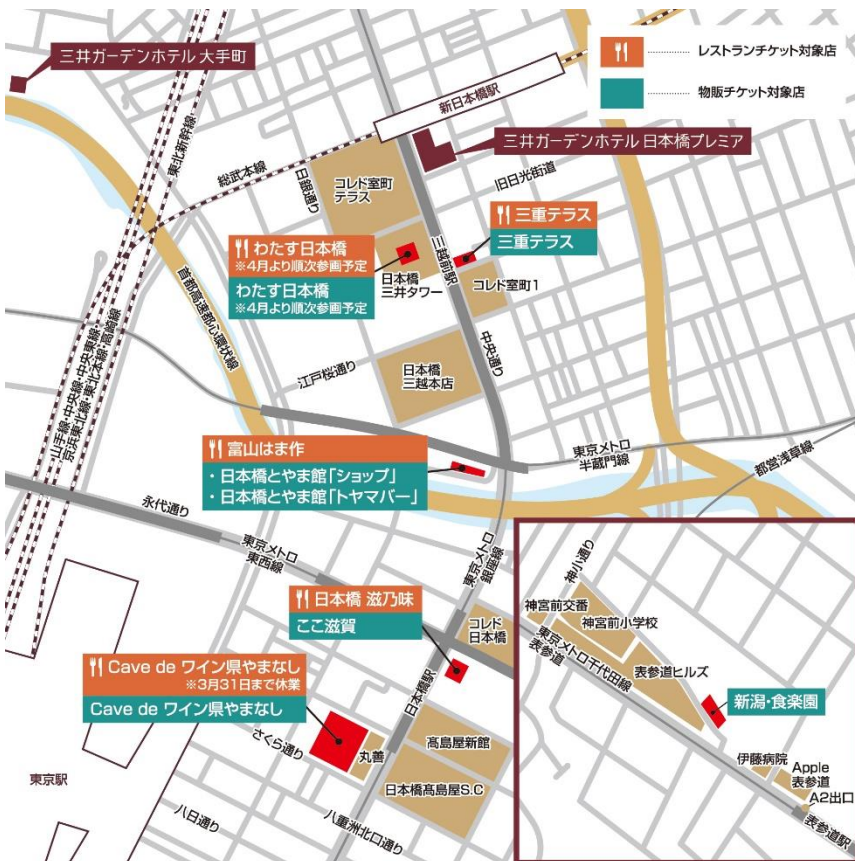 三井ガーデンホテル 大手町
レストランチケット対象店
物販チケット対象店
新日本橋駅
三井ガーデンホテル 日本橋プレミア
東北新幹線
総武本線
日銀通り
コレド室町
テラス
旧日光街道
三重テラス
三重テラス
わたす日本橋
※4月より順次参画予定
わたす日本橋
※4月より順次参画予定
三越前駅
日本橋
三井タワー
コレド室町1
首都高速都心環状線
中央通り
江戸桜通り
日本橋
三越本店
山手線・中央線・中央東線・
京浜東北線・東北本線・高崎線
富山はま作
・日本橋とやま館「ショップ」
・日本橋とやま館「トヤマバー」
東京メトロ
半蔵門線
都営浅草線
永代通り
東京メトロ
東西線
東京メトロ
銀座線
日本橋 滋乃味
ここ滋賀
コレド
日本橋
Cave de ワイン県やまなし
※3月31日まで休業
Cave de ワイン県やまなし
日本橋駅
さくら通り
丸善
髙島屋新館
日本橋髙島屋S.C
東京駅
八日通り
八重洲北口通り
神小通り
神宮前交番
神宮前小学校
東京メトロ千代田線
表参道
表参道ヒルズ
新潟・食楽園
伊藤病院
Apple
表参道
A2出口
表参道駅